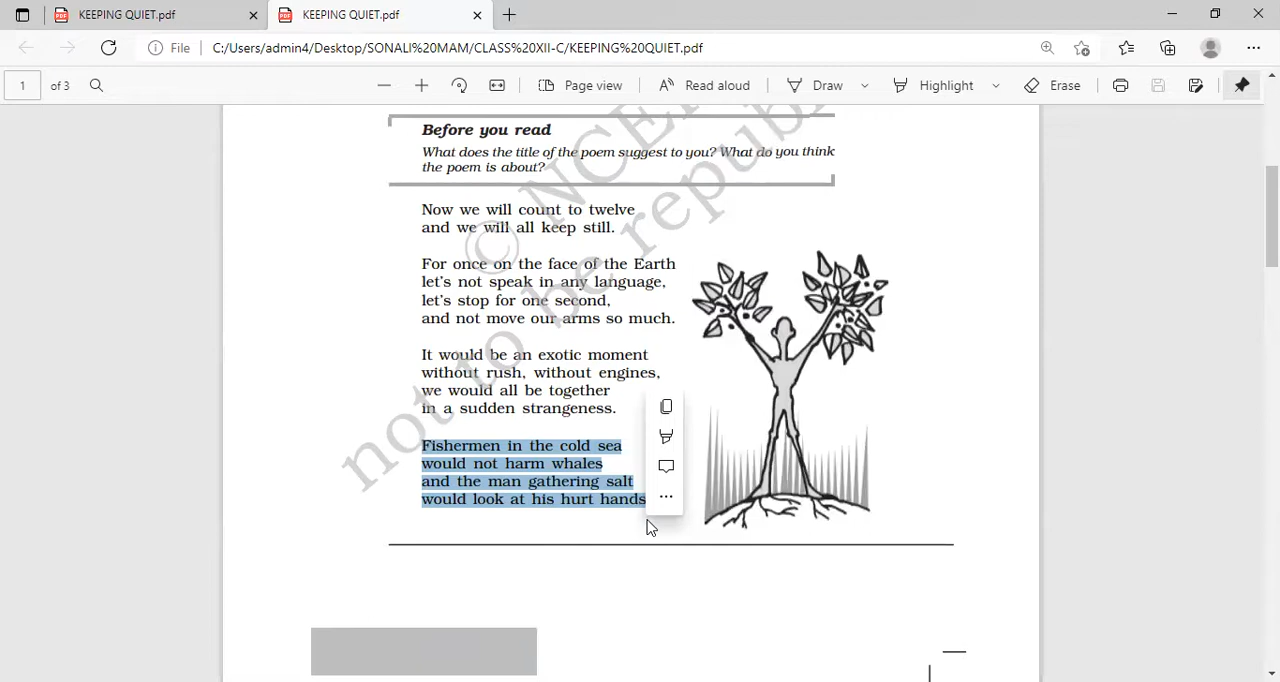 KEEPING QUIET.pdf
KEEPING QUIET.pdf
File
C:/Users/admin4/Desktop/SONALI%20MAM/CLASS%20XII-C/KEEPING%20QUIET.pdf
1 of 3
Page view
Read aloud
Draw
Highlight
Erase
Before you read
What does the title of the poem suggest to you? What do you think
the poem is about?
Now we will count to twelve
and we will all keep still.
For once on the face of the Earth
let's not speak in any language,
let's stop for one second,
and not move our arms so much.
It would be an exotic moment
without rush, without engines,
we would all be together
in a sudden strangeness.
Fishermen in the cold sea
would not harm whales
and the man gathering salt
would look at his hurt hands
© NCE
not to be republi